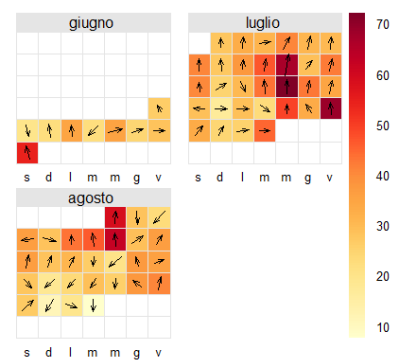 giugno
luglio
s d l m m g v
s d l m m g v
agosto
s d l m m g v
70
60
50
40
30
20
10